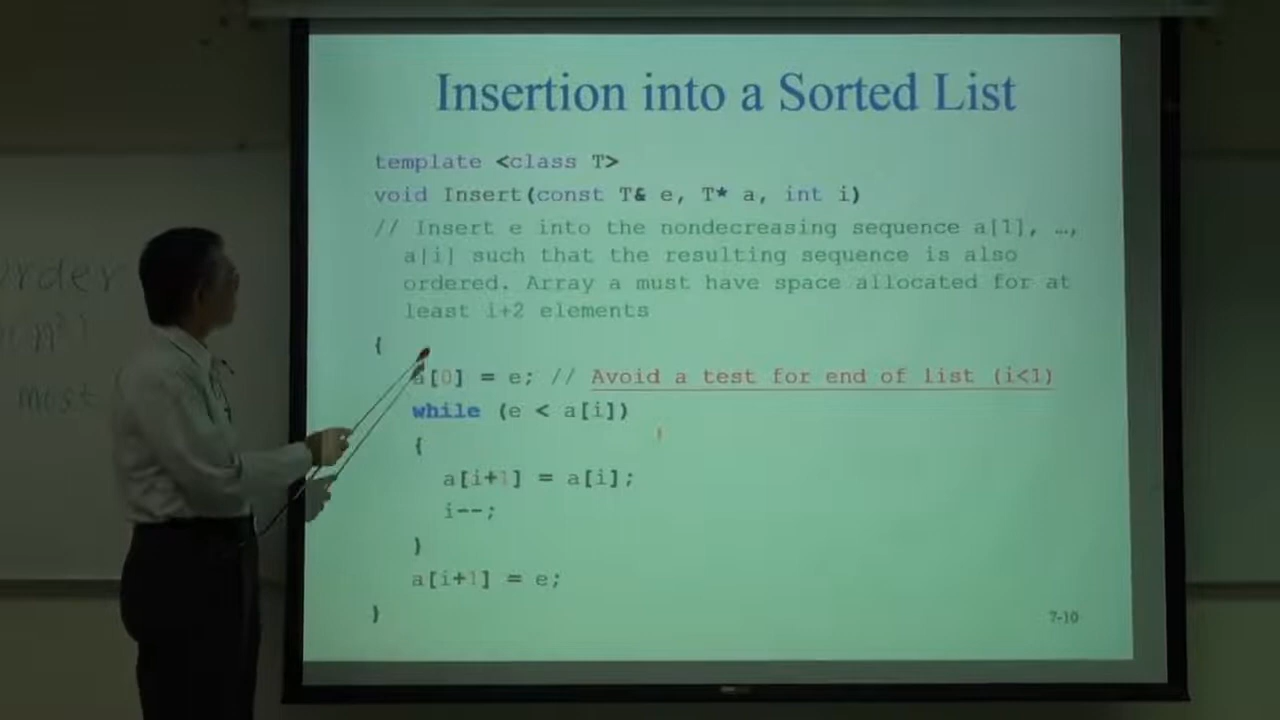 Insertion into a Sorted List
template <class T>
void Insert(const T& e, T* a, int i)
// Insert e into the nondecreasing sequence a[1], …,
a[i] such that the resulting sequence is also
ordered. Array a must have space allocated for at
least i+2 elements
{
a[0] = e; // Avoid a test for end of list (i<1)
while (e < a[i])
{
a[i+1] = a[i];
i--;
}
a[i+1] = e;
}
7-10
order
most